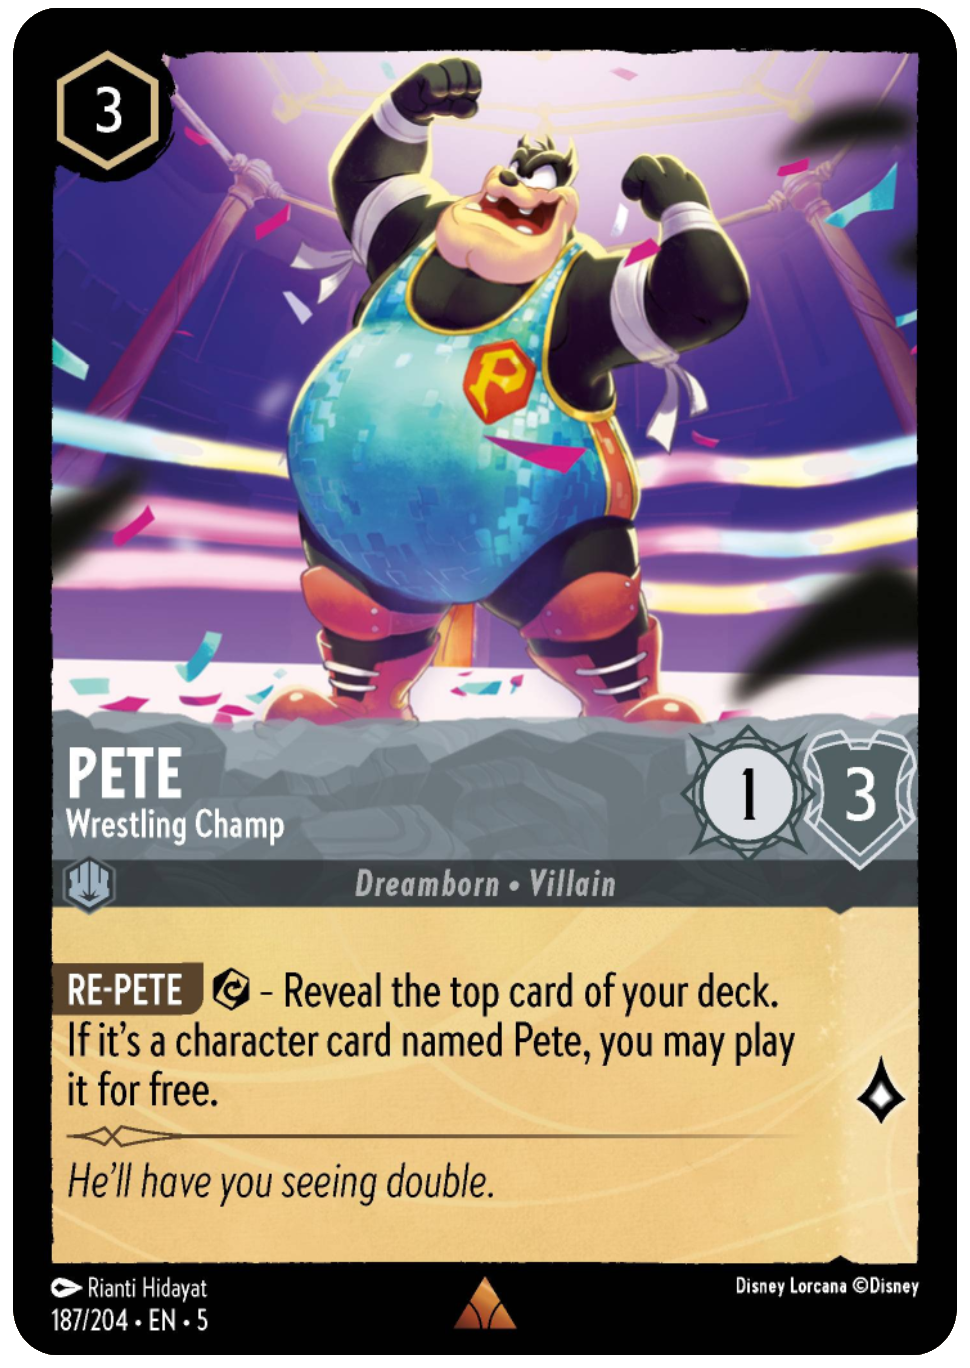 3
P
PETE
Wrestling Champ
1
3
Dreamborn • Villain
RE-PETE - Reveal the top card of your deck.
If it's a character card named Pete, you may play
it for free.
He'll have you seeing double.
Rianti Hidayat
Disney Lorcana ©Disney
187/204 • EN • 5